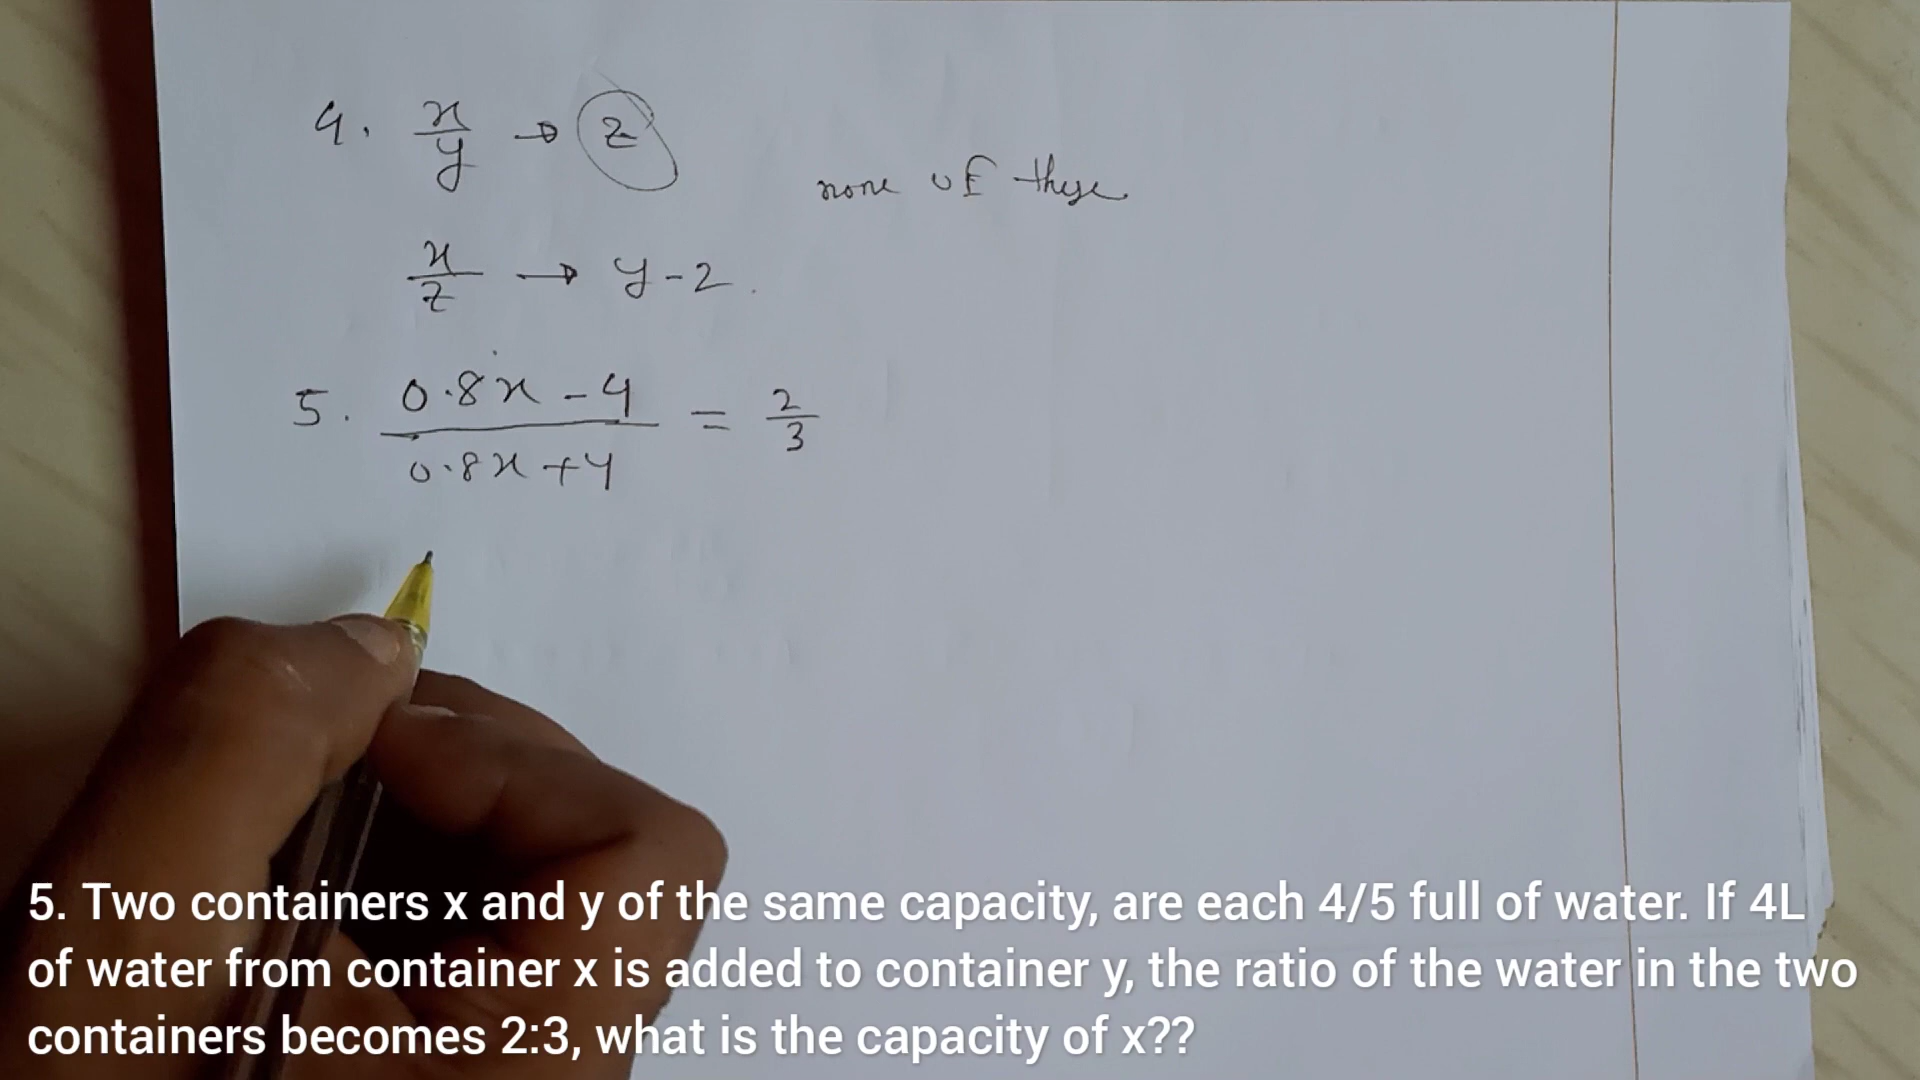 4. x/y → z
none of these
x/z → y-2.
5. 0.8x - 4 / 0.8x + 4 = 2/3
5. Two containers x and y of the same capacity, are each 4/5 full of water. If 4L
of water from container x is added to container y, the ratio of the water in the two
containers becomes 2:3, what is the capacity of x??